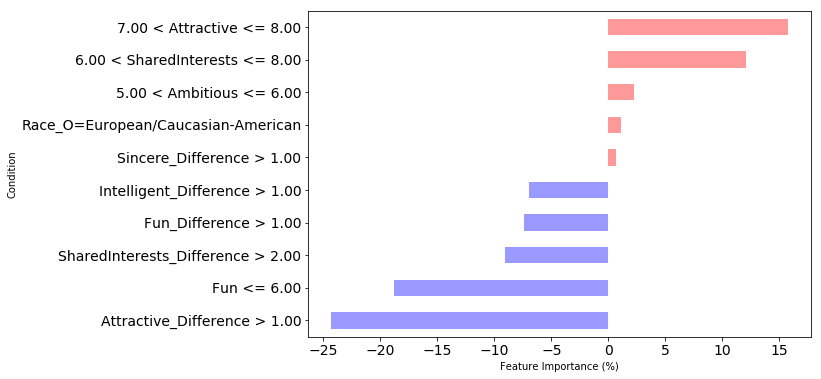 7.00 < Attractive <= 8.00
6.00 < SharedInterests <= 8.00
5.00 < Ambitious <= 6.00
Race_O=European/Caucasian-American
Sincere_Difference > 1.00
Intelligent_Difference > 1.00
Fun_Difference > 1.00
SharedInterests_Difference > 2.00
Fun <= 6.00
Attractive_Difference > 1.00
Condition
−25 −20 −15 −10 −5 0 5 10 15
Feature Importance (%)